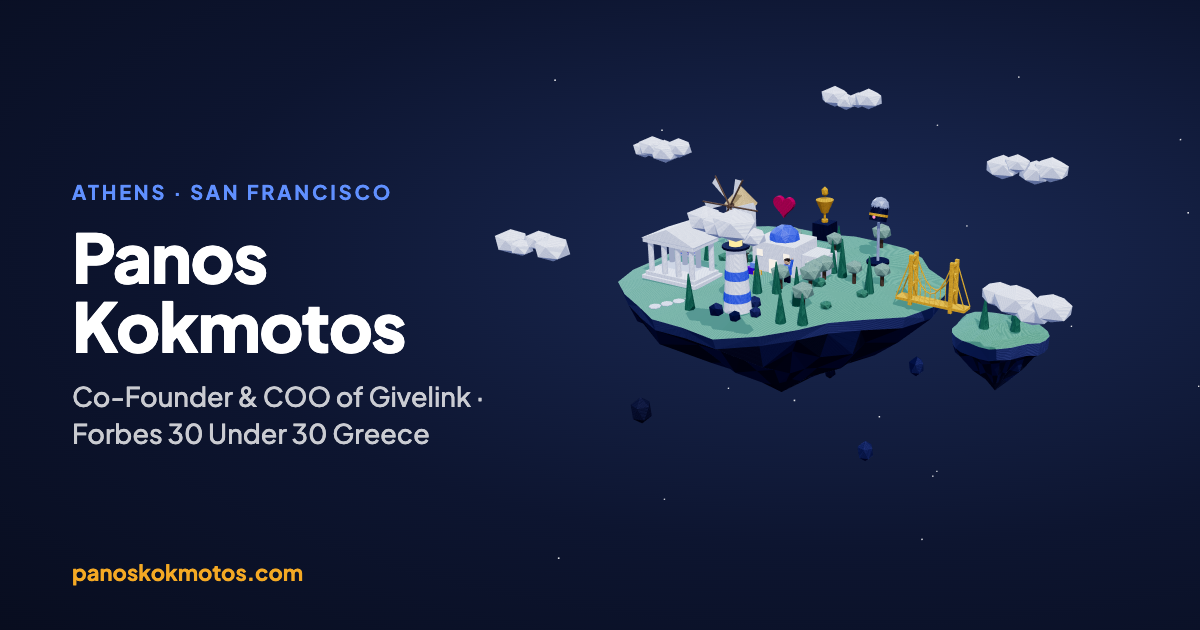 ATHENS · SAN FRANCISCO
Panos
Kokmotos
Co-Founder & COO of Givelink ·
Forbes 30 Under 30 Greece
panoskokmotos.com